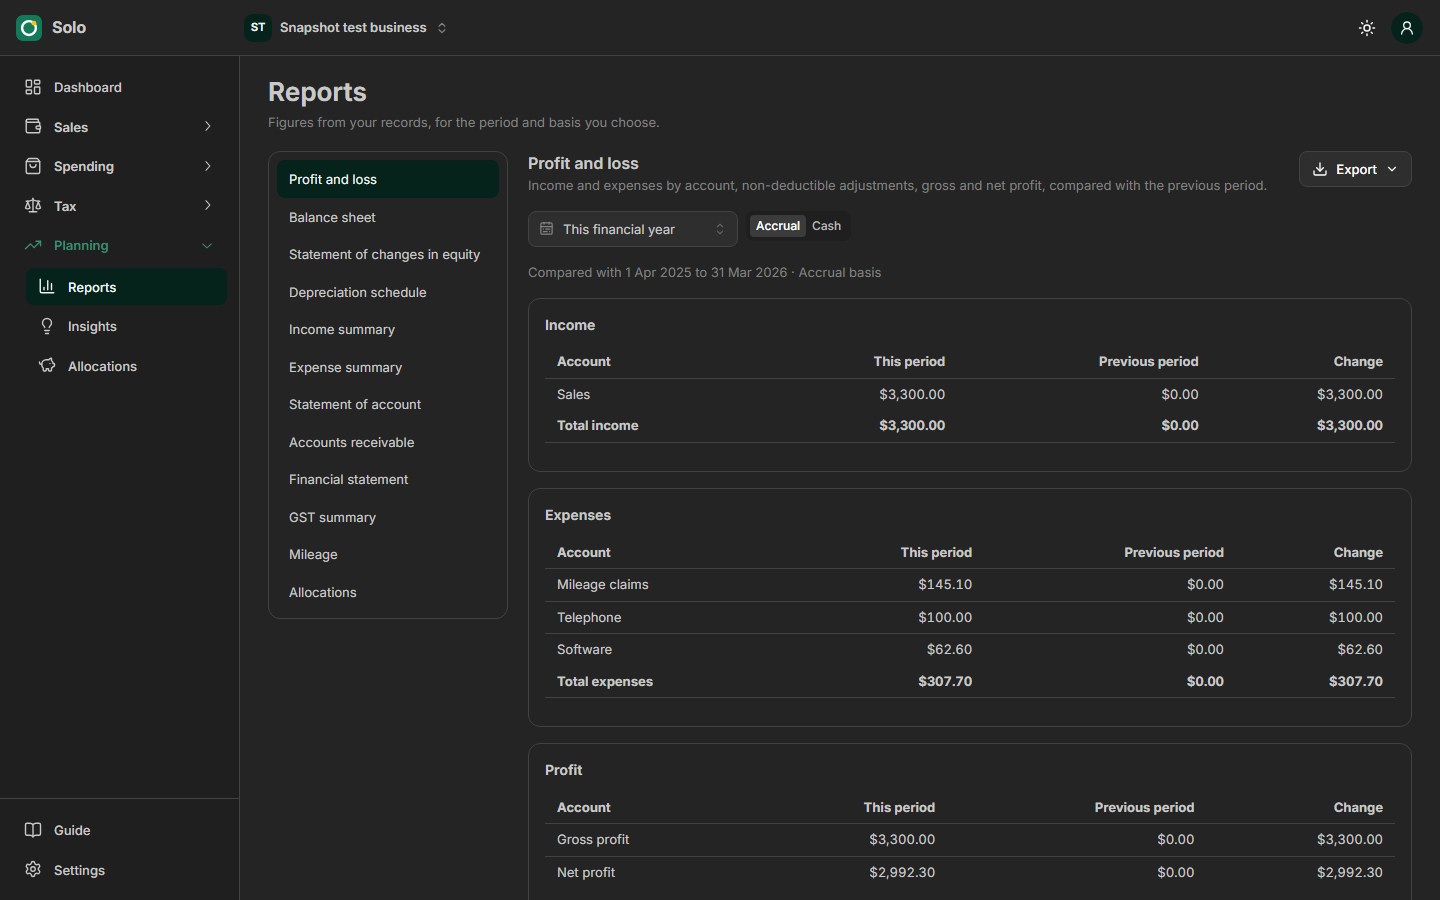 Solo
ST Snapshot test business
Dashboard
Sales
Spending
Tax
Planning
Reports
Insights
Allocations
Guide
Settings
Reports
Figures from your records, for the period and basis you choose.
Profit and loss
Balance sheet
Statement of changes in equity
Depreciation schedule
Income summary
Expense summary
Statement of account
Accounts receivable
Financial statement
GST summary
Mileage
Allocations
Profit and loss
Income and expenses by account, non-deductible adjustments, gross and net profit, compared with the previous period.
Export
This financial year
Accrual Cash
Compared with 1 Apr 2025 to 31 Mar 2026 · Accrual basis
Income
Account This period Previous period Change
Sales $3,300.00 $0.00 $3,300.00
Total income $3,300.00 $0.00 $3,300.00
Expenses
Account This period Previous period Change
Mileage claims $145.10 $0.00 $145.10
Telephone $100.00 $0.00 $100.00
Software $62.60 $0.00 $62.60
Total expenses $307.70 $0.00 $307.70
Profit
Account This period Previous period Change
Gross profit $3,300.00 $0.00 $3,300.00
Net profit $2,992.30 $0.00 $2,992.30